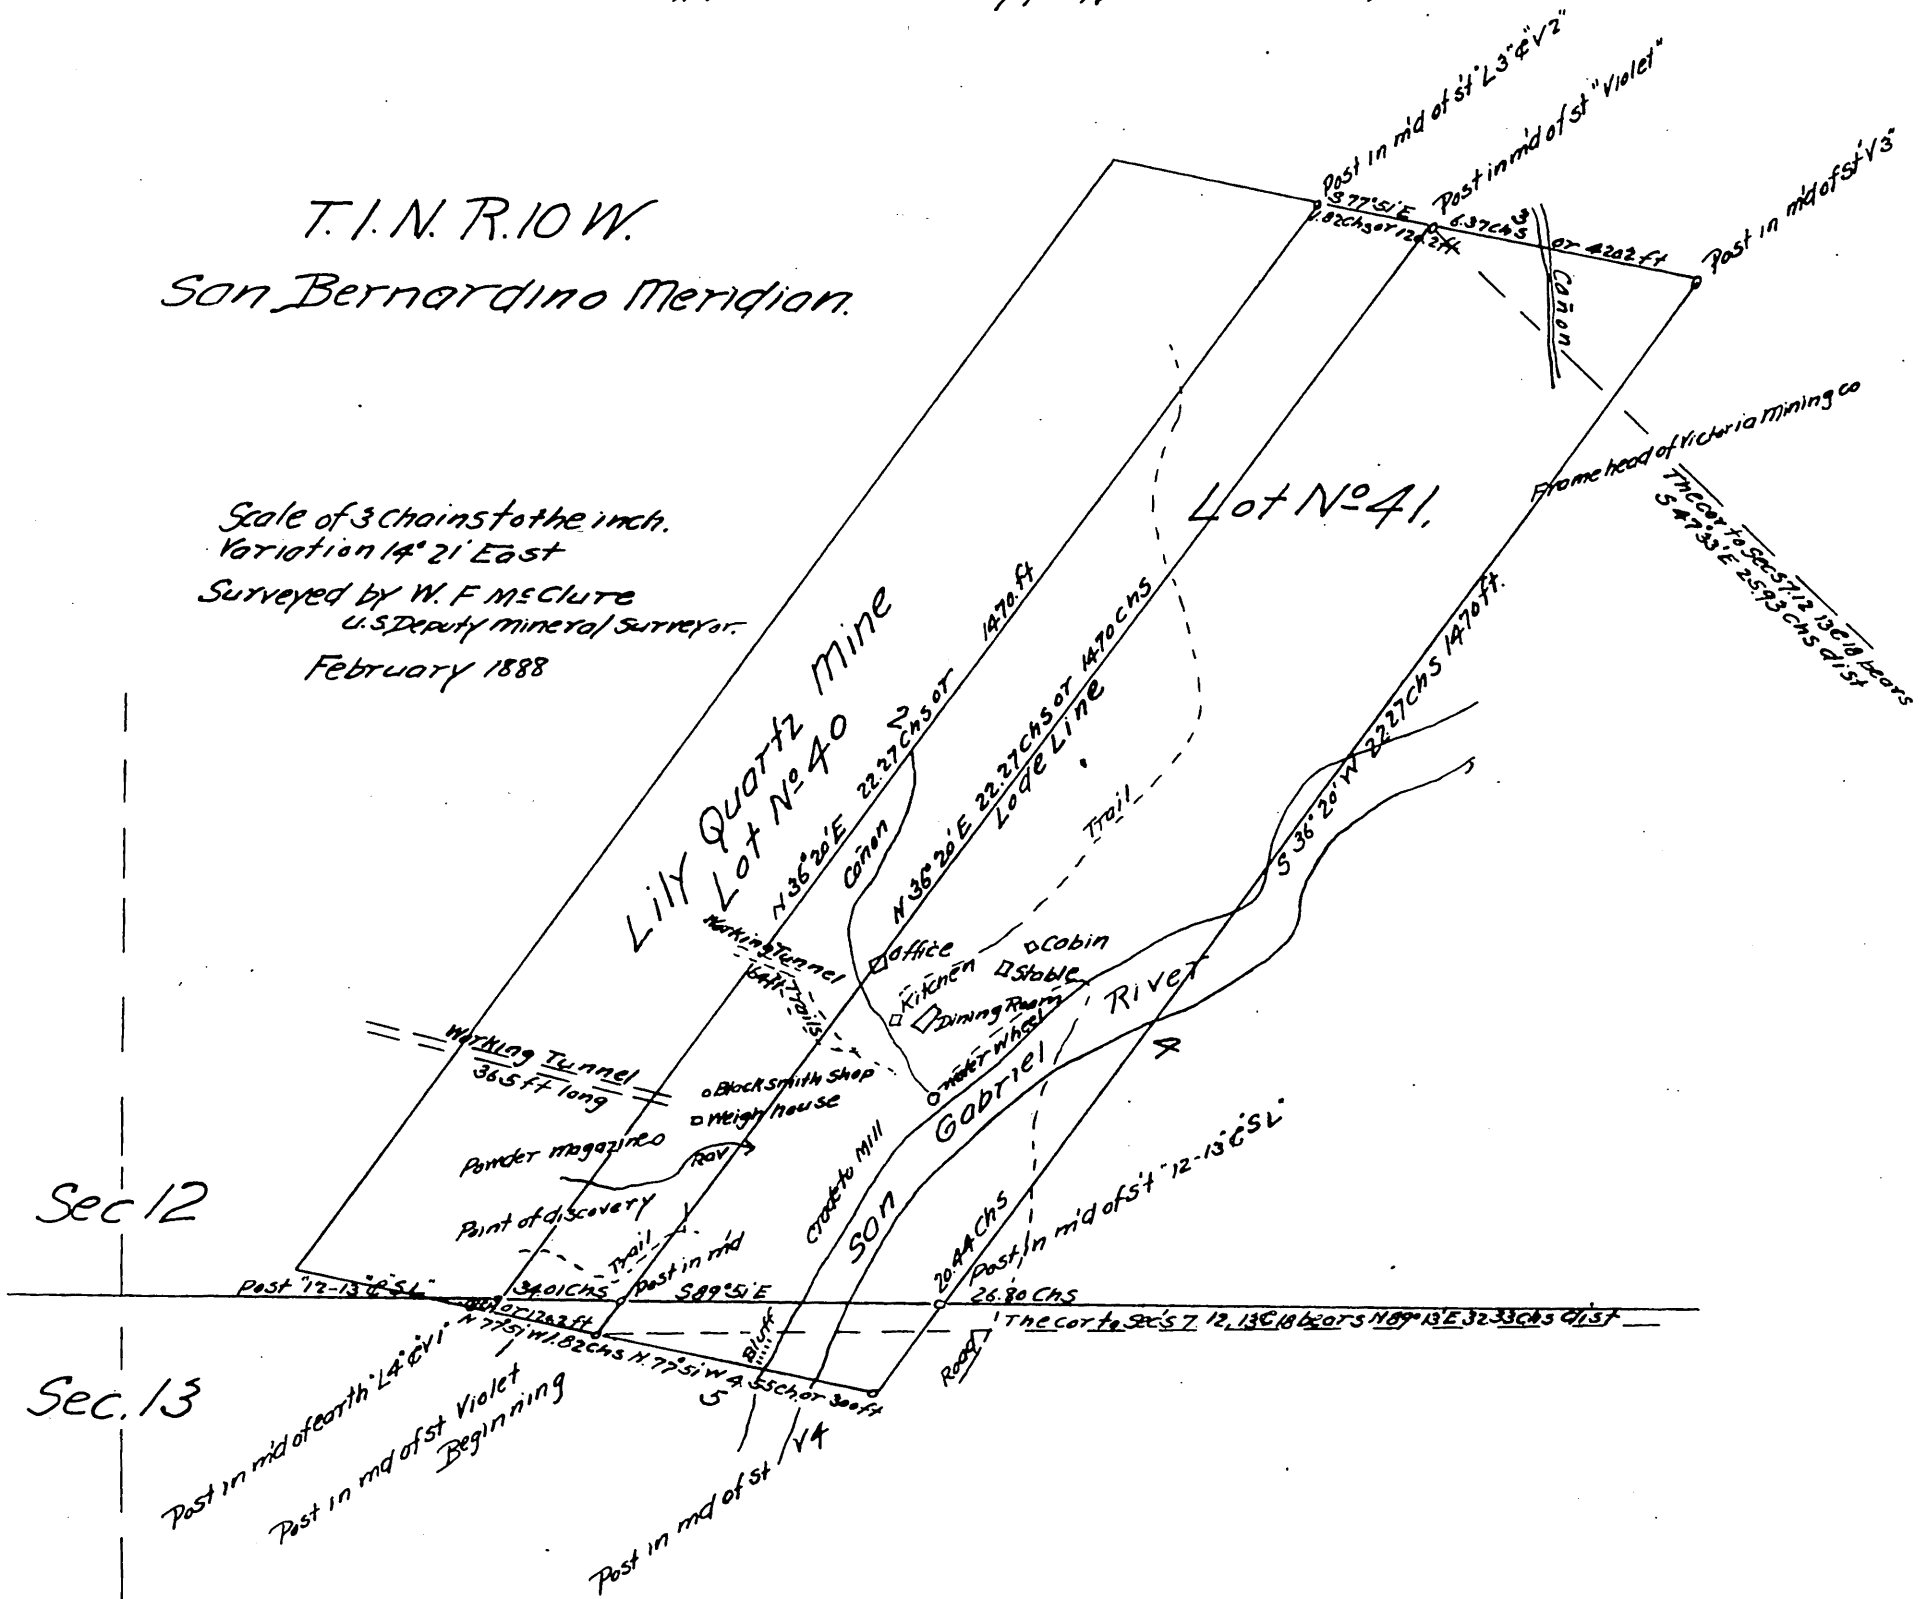 T.1.N. R.10 W.
San Bernardino Meridian.
Scale of 3 Chains to the inch.
Variation 14° 21' East
Surveyed by W. F. McClure
U.S Deputy mineral Surveyor.
February 1888
Post in m'd of st "L3" & "V2"
Post in m'd of st "Violet"
Post in m'd of st "V3"
S 77° 51' E
1.82 Chs or 120.2 ft
6.37 chs
or 420.2 ft
3
Cañon
Frame head of Victoria Mining Co
The cor to Secs 7.12 13 & 18 bears
S 47° 33' E 25.93 Chs dist
Lot No 41.
Lily Quartz Mine
Lot No 40
2
N 36° 20' E 22.27 Chs or 1470. ft
N 36° 20' E 22.27 Chs or 1470 chs
Lode Line
S 36° 20' W 22.27 Chs 1470 ft.
Cañon
Trail
Working Tunnel
64 ft
Trails
Office
Kitchen
Cabin
Stable
Dining Room
Water Wheel
San Gabriel River
4
Working Tunnel
365 ft long
Blacksmith Shop
Weigh house
Powder magazine
Rav
Point of discovery
Trail
Post in m'd
to Mill
20.44 Chs
Post in m'd of st "12-13" & "SL"
Sec 12
Post "12-13" & "SL"
34.01 Chs
S 89° 51' E
26.80 Chs
The cor to Sec's 7 12, 13 & 18 bears N 89° 13' E 32 33 Chs dist
Road
Bluff
N 77° 51' W 1.82 Chs
N. 77° 51' W 4.55 Ch. or 300 ft
5
Sec. 13
Post in m'd of earth "L4" & "V1"
Post in m'd of st Violet
Beginning
Post in m'd of st V4